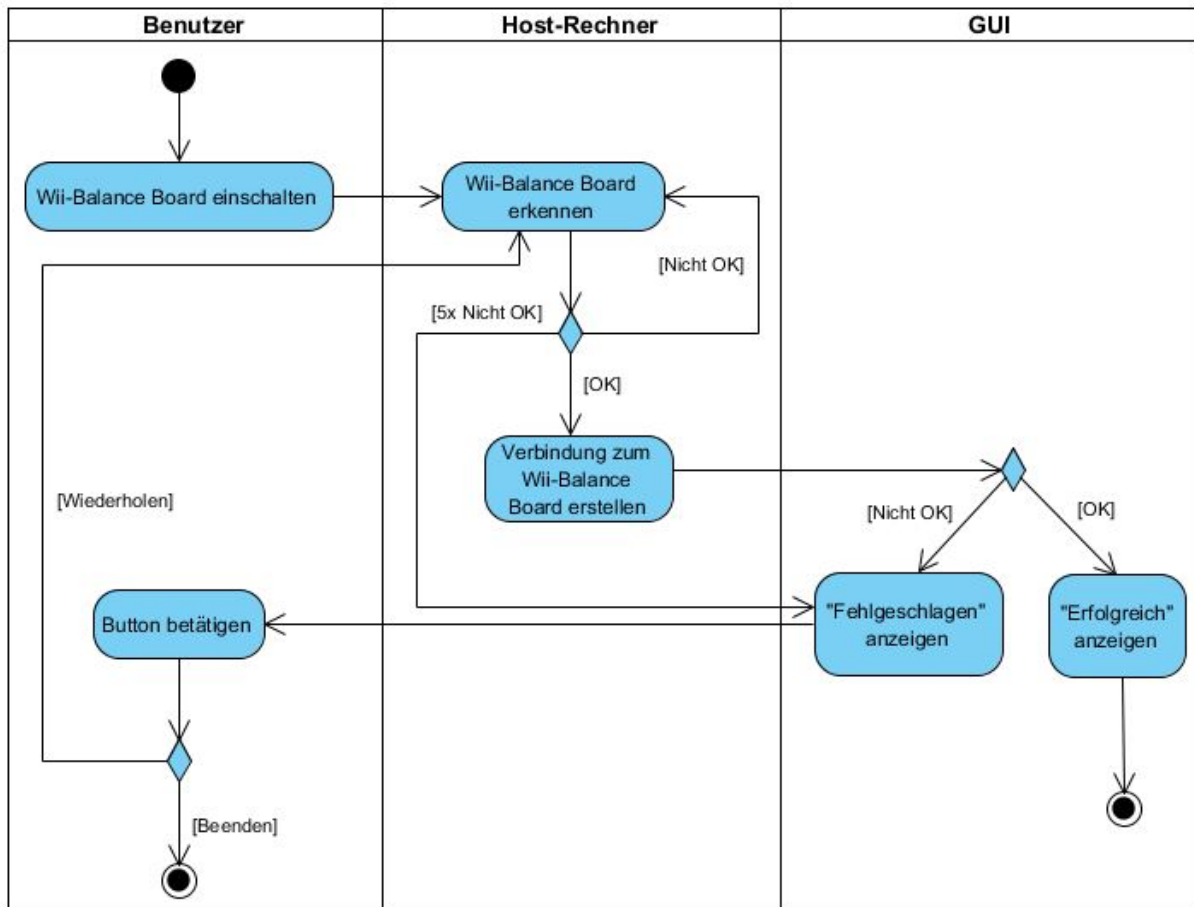 Benutzer
Host-Rechner
GUI
Wii-Balance Board einschalten
Wii-Balance Board
erkennen
[Nicht OK]
[5x Nicht OK]
[OK]
Verbindung zum
Wii-Balance
Board erstellen
[Wiederholen]
[Nicht OK]
[OK]
Button betätigen
"Fehlgeschlagen"
anzeigen
"Erfolgreich"
anzeigen
[Beenden]